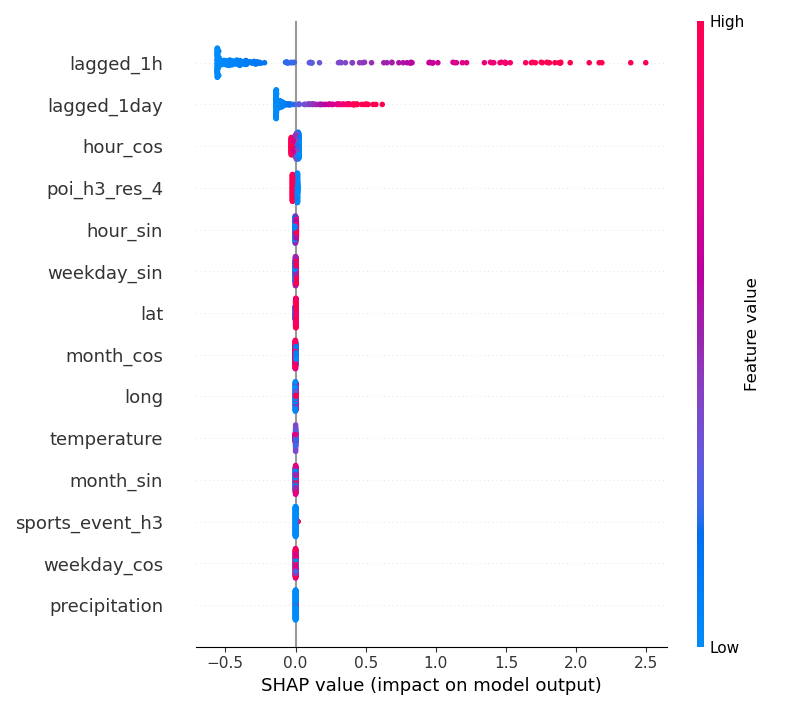 High
lagged_1h
lagged_1day
hour_cos
poi_h3_res_4
hour_sin
weekday_sin
lat
month_cos
long
temperature
month_sin
sports_event_h3
weekday_cos
precipitation
Feature value
Low
−0.5 0.0 0.5 1.0 1.5 2.0 2.5
SHAP value (impact on model output)